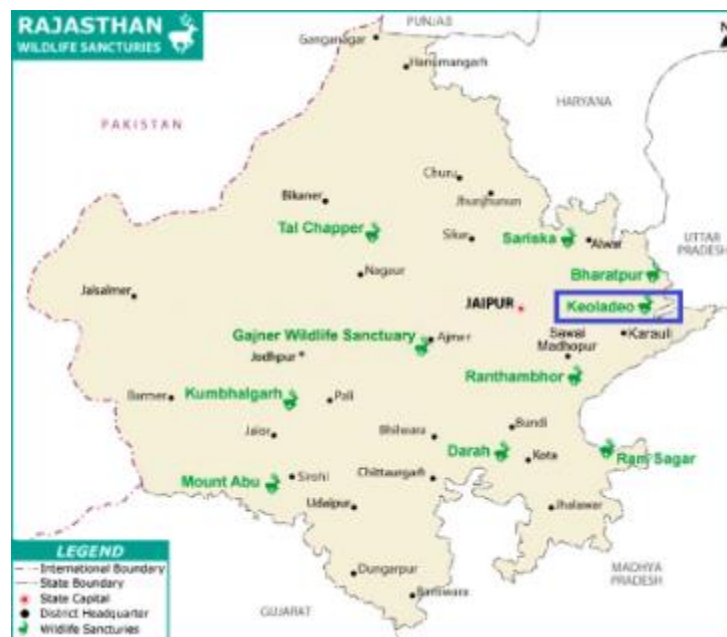 RAJASTHAN
WILDLIFE SANCTURIES
PUNJAB
N
Ganganagar
Hanumangarh
HARYANA
PAKISTAN
Churu
Jhunjhunun
Bikaner
Tal Chapper
Sikar
Sariska
Alwar
UTTAR
PRADESH
Bharatpur
Nagaur
Jaisalmer
JAIPUR
Keoladeo
Gajner Wildlife Sanctuary
Ajmer
Sawai
Madhopur
Karauli
Jodhpur
Ranthambhor
Barmer
Kumbhalgarh
Pali
Bundi
Jalor
Bhilwara
Darah
Kota
Ram Sagar
Mount Abu
Sirohi
Chittaurgarh
Udaipur
Jhalawar
LEGEND
International Boundary
State Boundary
State Capital
District Headquarter
Wildlife Sancturies
Dungarpur
Banswara
GUJARAT
MADHYA
PRADESH